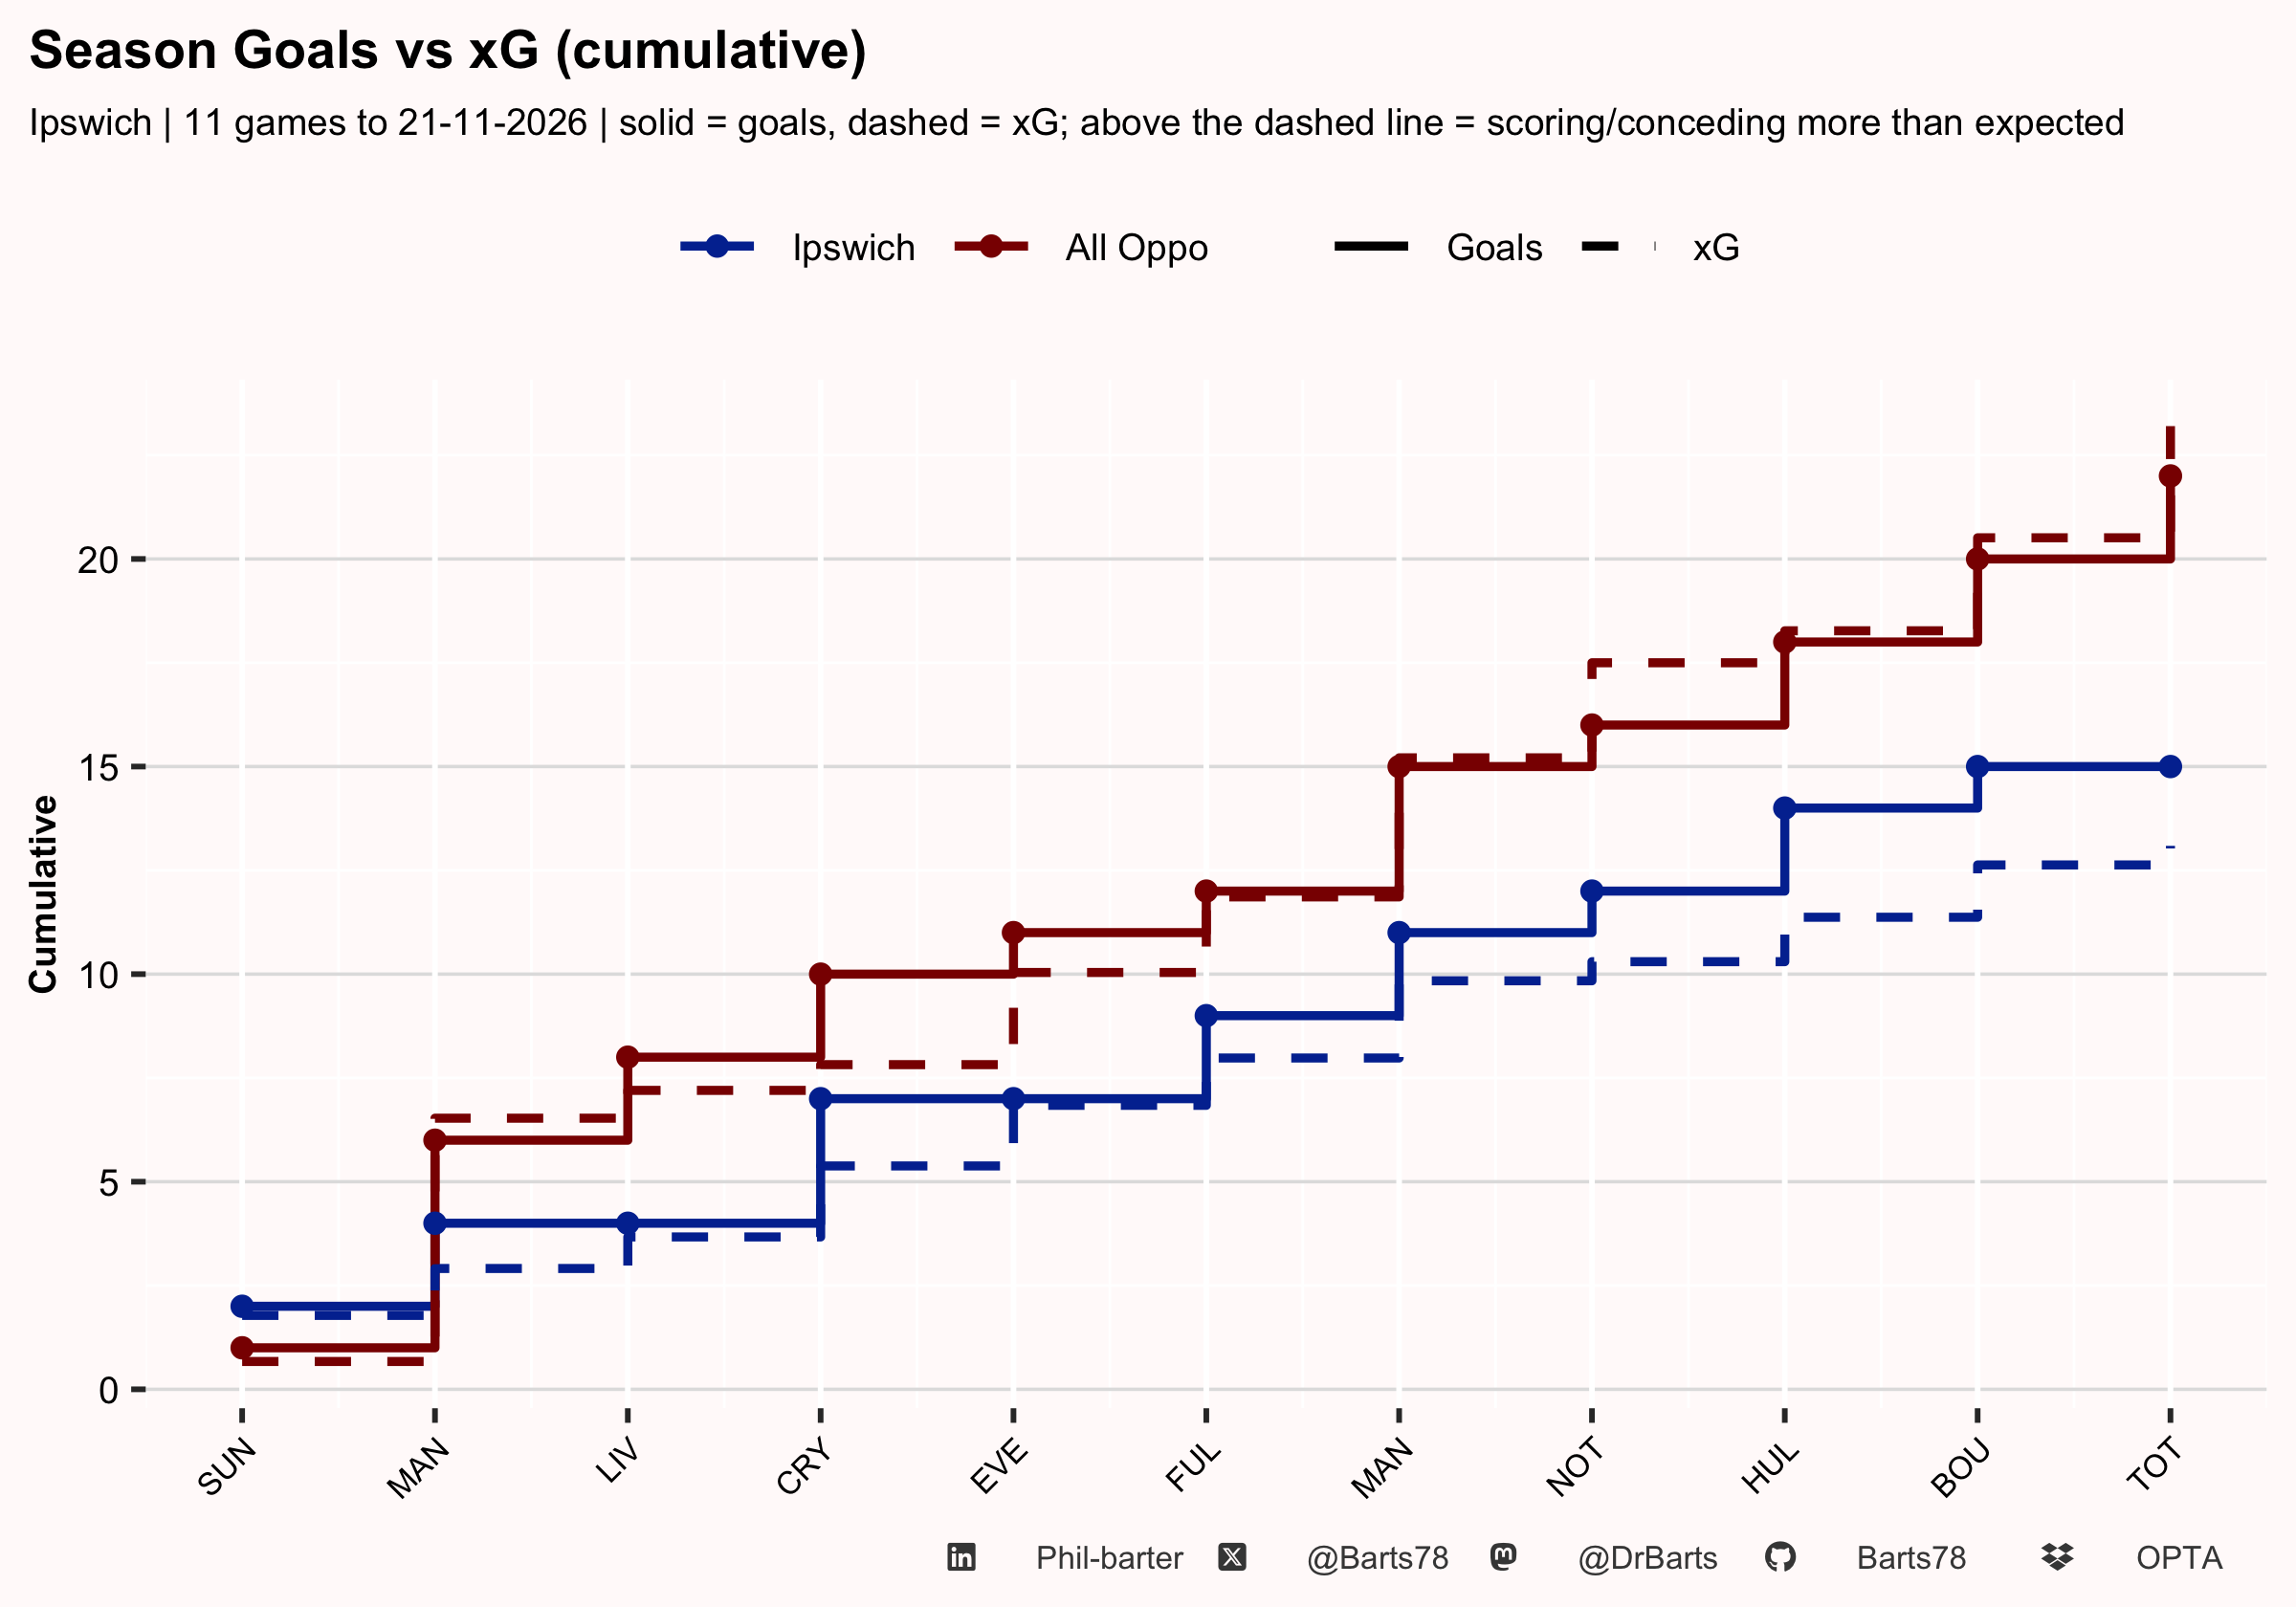 Season Goals vs xG (cumulative)
Ipswich | 11 games to 21-11-2026 | solid = goals, dashed = xG; above the dashed line = scoring/conceding more than expected
Ipswich All Oppo Goals xG
Cumulative
20
15
10
5
0
SUN MAN LIV CRY EVE FUL MAN NOT HUL BOU TOT
Phil-barter @Barts78 @DrBarts Barts78 OPTA